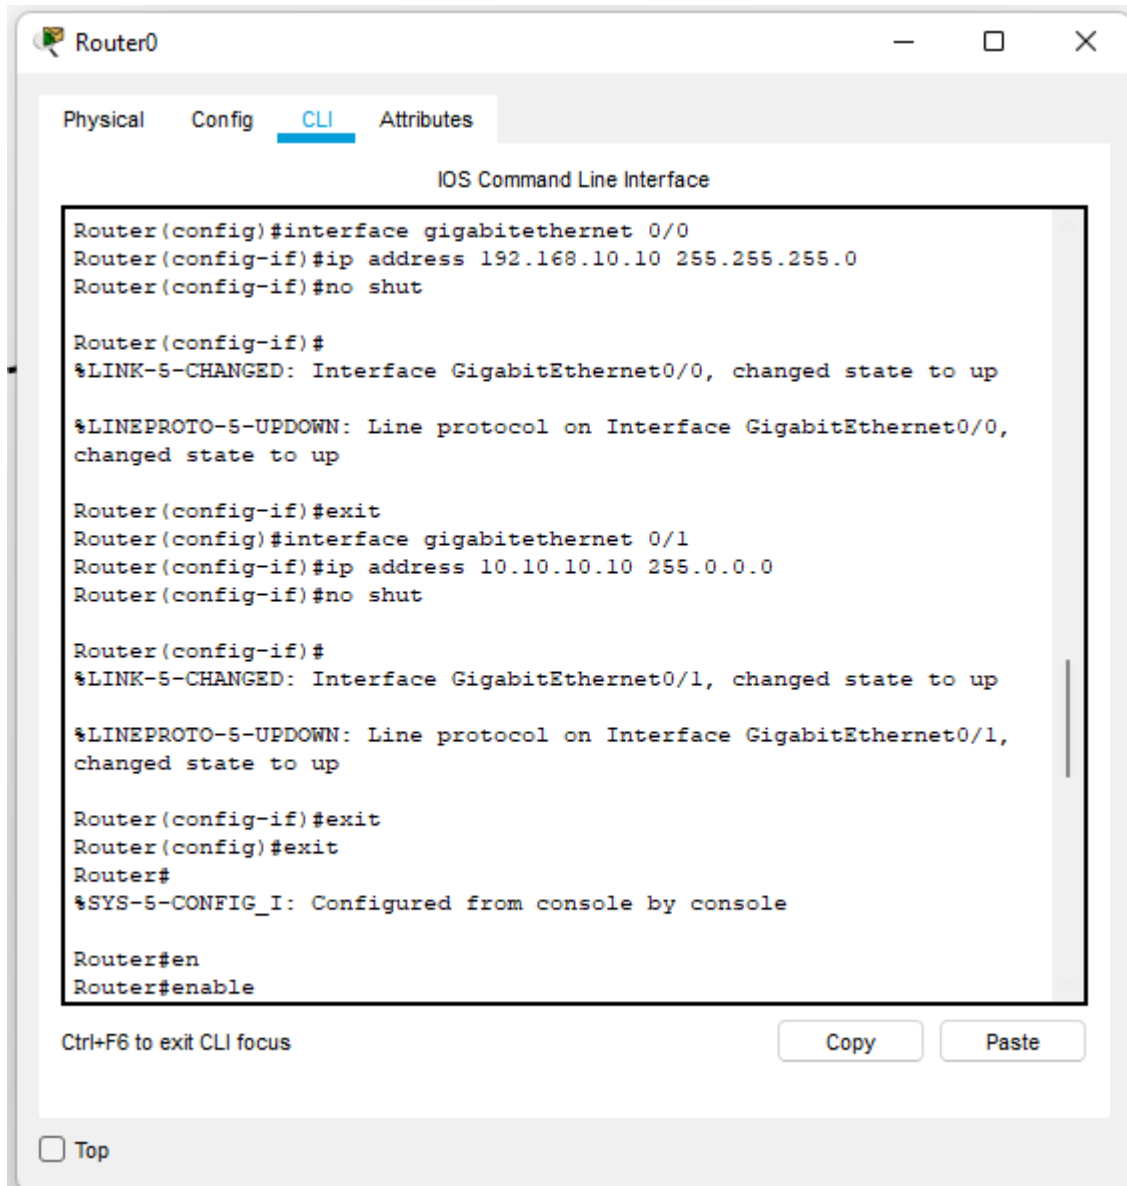 Router0
Physical Config CLI Attributes
IOS Command Line Interface
Router(config)#interface gigabitethernet 0/0
Router(config-if)#ip address 192.168.10.10 255.255.255.0
Router(config-if)#no shut
Router(config-if)#
%LINK-5-CHANGED: Interface GigabitEthernet0/0, changed state to up
%LINEPROTO-5-UPDOWN: Line protocol on Interface GigabitEthernet0/0,
changed state to up
Router(config-if)#exit
Router(config)#interface gigabitethernet 0/1
Router(config-if)#ip address 10.10.10.10 255.0.0.0
Router(config-if)#no shut
Router(config-if)#
%LINK-5-CHANGED: Interface GigabitEthernet0/1, changed state to up
%LINEPROTO-5-UPDOWN: Line protocol on Interface GigabitEthernet0/1,
changed state to up
Router(config-if)#exit
Router(config)#exit
Router#
%SYS-5-CONFIG_I: Configured from console by console
Router#en
Router#enable
Ctrl+F6 to exit CLI focus
Copy Paste
Top